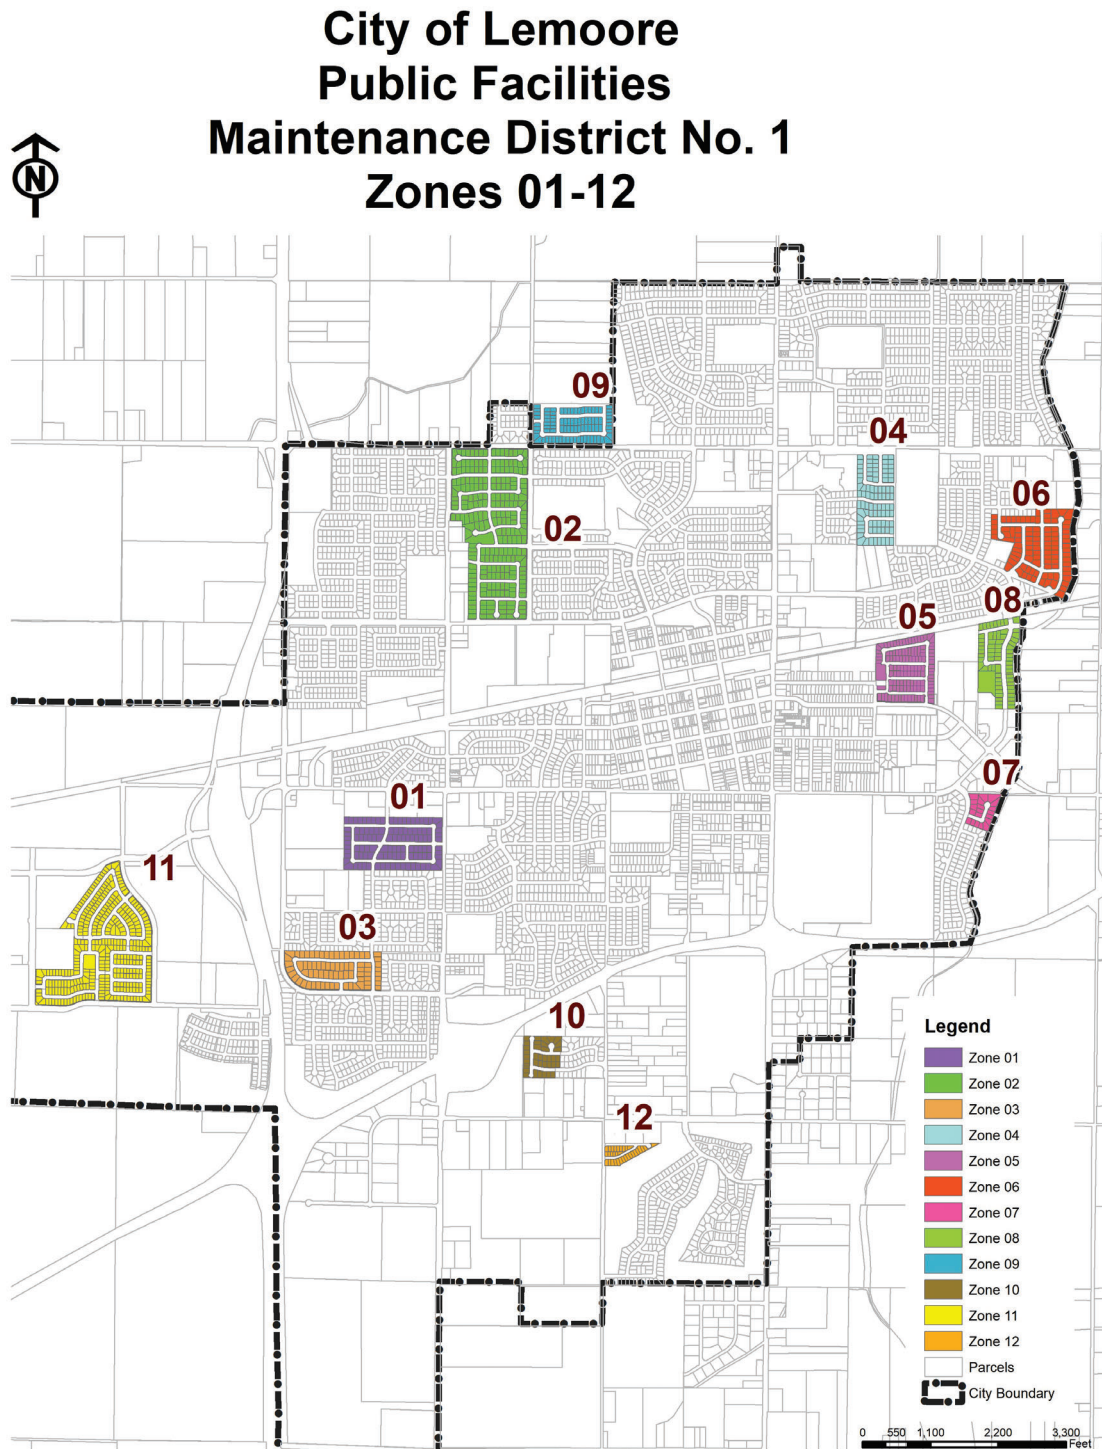 City of Lemoore
Public Facilities
Maintenance District No. 1
Zones 01-12
N
09
04
06
02
08
05
07
01
11
03
10
12
Legend
Zone 01
Zone 02
Zone 03
Zone 04
Zone 05
Zone 06
Zone 07
Zone 08
Zone 09
Zone 10
Zone 11
Zone 12
Parcels
City Boundary
0 550 1,100 2,200 3,300
Feet